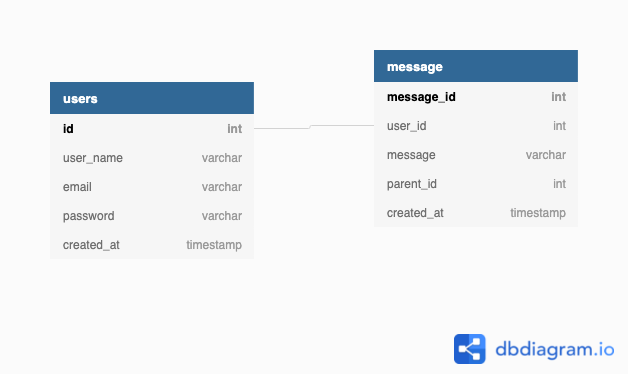 users
id int
user_name varchar
email varchar
password varchar
created_at timestamp
message
message_id int
user_id int
message varchar
parent_id int
created_at timestamp
dbdiagram.io